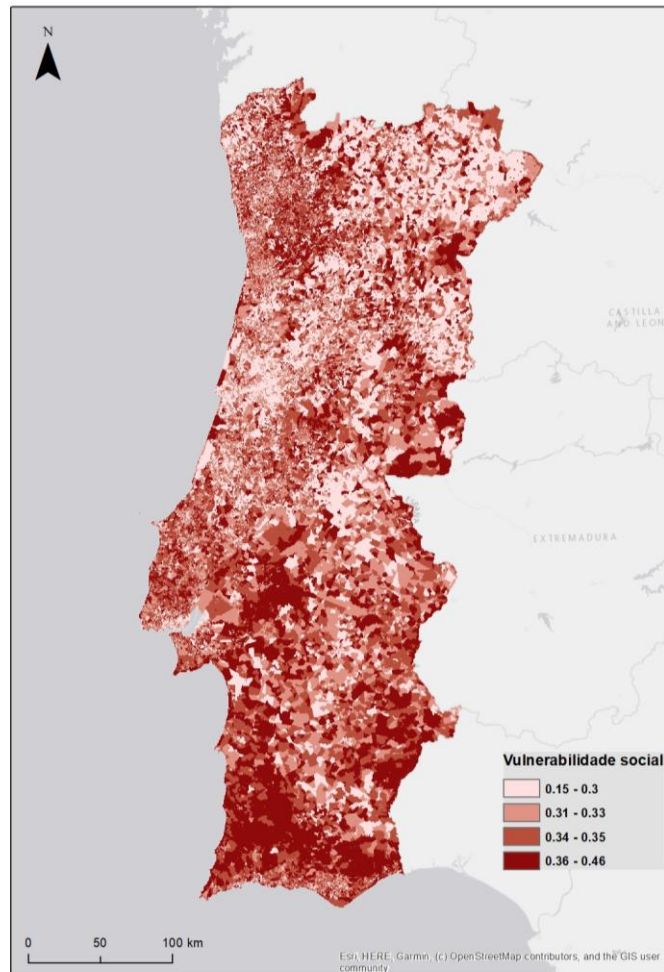 N
CASTILLA
AND LEON
EXTREMADURA
Vulnerabilidade social
0.15 - 0.3
0.31 - 0.33
0.34 - 0.35
0.36 - 0.46
0 50 100 km
Esri, HERE, Garmin, (c) OpenStreetMap contributors, and the GIS user
community